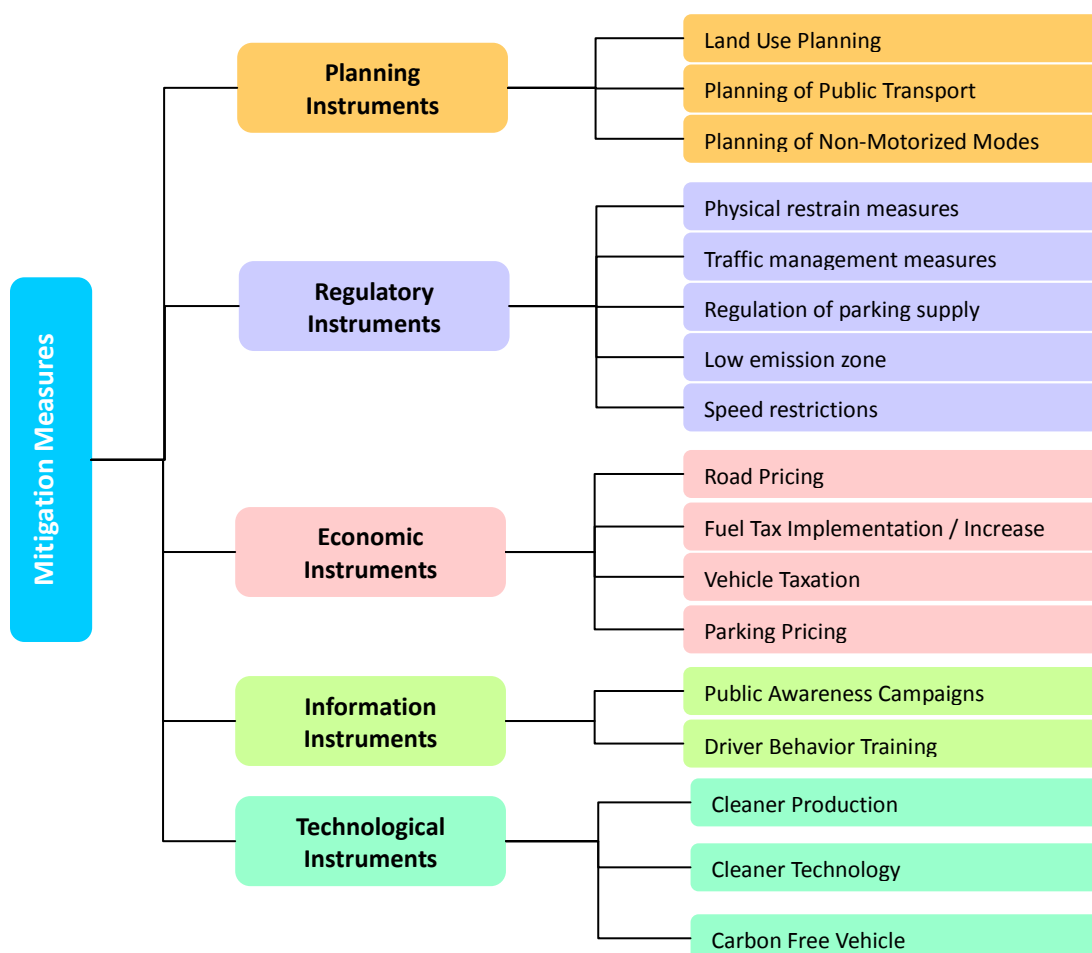 Mitigation Measures
Planning
Instruments
Land Use Planning
Planning of Public Transport
Planning of Non-Motorized Modes
Regulatory
Instruments
Physical restrain measures
Traffic management measures
Regulation of parking supply
Low emission zone
Speed restrictions
Economic
Instruments
Road Pricing
Fuel Tax Implementation / Increase
Vehicle Taxation
Parking Pricing
Information
Instruments
Public Awareness Campaigns
Driver Behavior Training
Technological
Instruments
Cleaner Production
Cleaner Technology
Carbon Free Vehicle